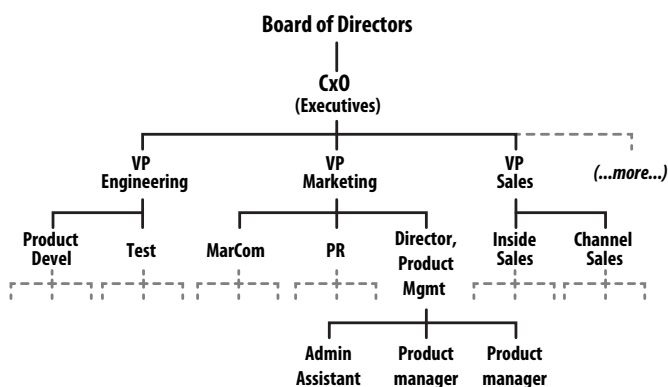 Board of Directors
CxO
(Executives)
VP
Engineering
VP
Marketing
VP
Sales
(...more...)
Product
Devel
Test
MarCom
PR
Director,
Product
Mgmt
Inside
Sales
Channel
Sales
Admin
Assistant
Product
manager
Product
manager